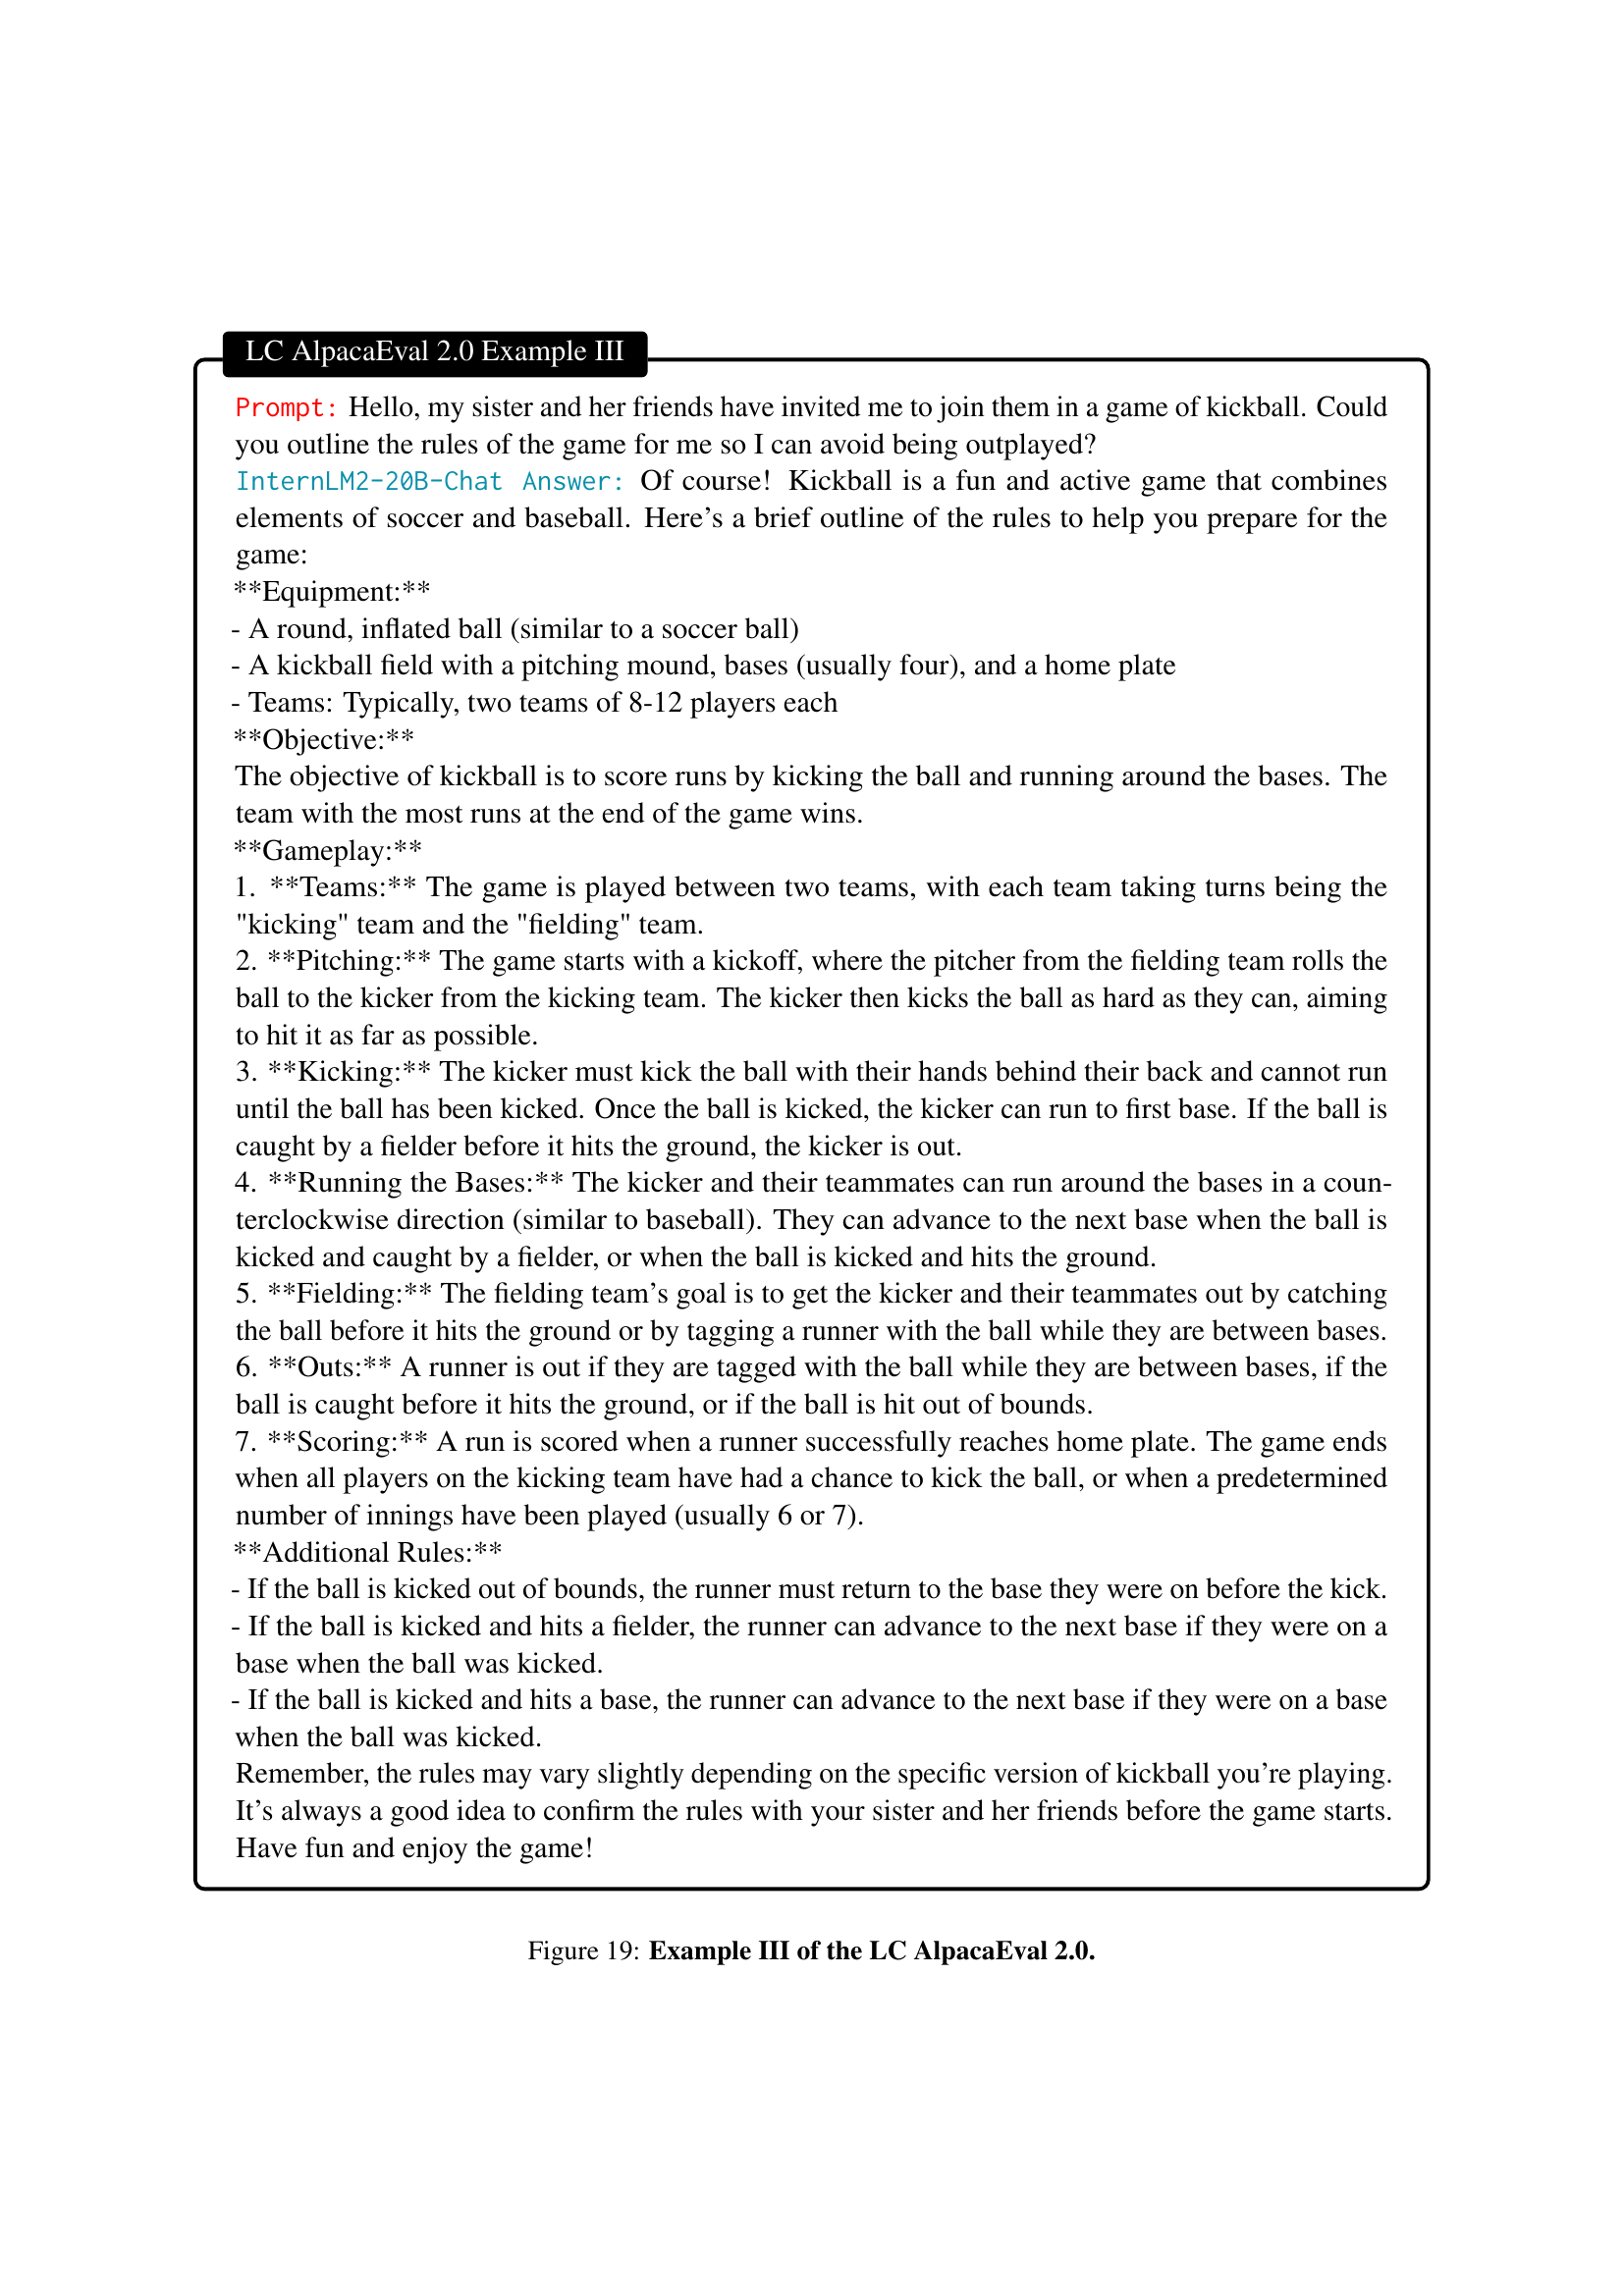 LC AlpacaEval 2.0 Example III
Prompt: Hello, my sister and her friends have invited me to join them in a game of kickball. Could
you outline the rules of the game for me so I can avoid being outplayed?
InternLM2-20B-Chat Answer: Of course! Kickball is a fun and active game that combines
elements of soccer and baseball. Here's a brief outline of the rules to help you prepare for the
game:
**Equipment:**
- A round, inflated ball (similar to a soccer ball)
- A kickball field with a pitching mound, bases (usually four), and a home plate
- Teams: Typically, two teams of 8-12 players each
**Objective:**
The objective of kickball is to score runs by kicking the ball and running around the bases. The
team with the most runs at the end of the game wins.
**Gameplay:**
1. **Teams:** The game is played between two teams, with each team taking turns being the
"kicking" team and the "fielding" team.
2. **Pitching:** The game starts with a kickoff, where the pitcher from the fielding team rolls the
ball to the kicker from the kicking team. The kicker then kicks the ball as hard as they can, aiming
to hit it as far as possible.
3. **Kicking:** The kicker must kick the ball with their hands behind their back and cannot run
until the ball has been kicked. Once the ball is kicked, the kicker can run to first base. If the ball is
caught by a fielder before it hits the ground, the kicker is out.
4. **Running the Bases:** The kicker and their teammates can run around the bases in a coun-
terclockwise direction (similar to baseball). They can advance to the next base when the ball is
kicked and caught by a fielder, or when the ball is kicked and hits the ground.
5. **Fielding:** The fielding team's goal is to get the kicker and their teammates out by catching
the ball before it hits the ground or by tagging a runner with the ball while they are between bases.
6. **Outs:** A runner is out if they are tagged with the ball while they are between bases, if the
ball is caught before it hits the ground, or if the ball is hit out of bounds.
7. **Scoring:** A run is scored when a runner successfully reaches home plate. The game ends
when all players on the kicking team have had a chance to kick the ball, or when a predetermined
number of innings have been played (usually 6 or 7).
**Additional Rules:**
- If the ball is kicked out of bounds, the runner must return to the base they were on before the kick.
- If the ball is kicked and hits a fielder, the runner can advance to the next base if they were on a
base when the ball was kicked.
- If the ball is kicked and hits a base, the runner can advance to the next base if they were on a base
when the ball was kicked.
Remember, the rules may vary slightly depending on the specific version of kickball you're playing.
It's always a good idea to confirm the rules with your sister and her friends before the game starts.
Have fun and enjoy the game!
Figure 19: Example III of the LC AlpacaEval 2.0.